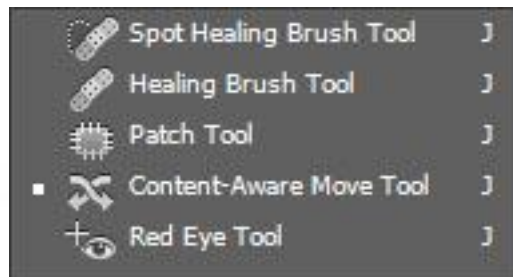 Spot Healing Brush Tool J
Healing Brush Tool J
Patch Tool J
Content-Aware Move Tool J
Red Eye Tool J